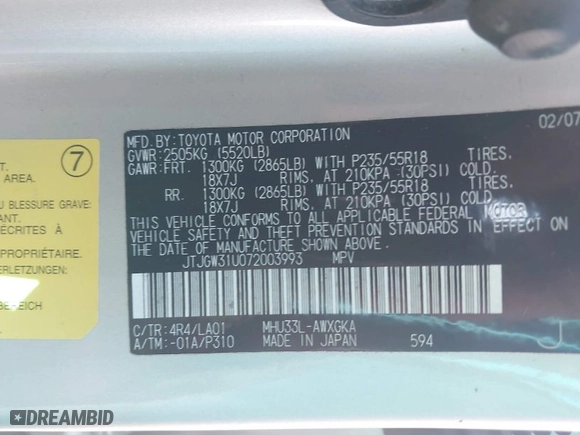 7
T.
AREA.
U BLESSURE GRAVE:
ANT.
CLES À
PROPRIÉTAIRE.
RETELEZ
02/07
MFD.BY:TOYOTA MOTOR CORPORATION
GVWR:2505KG (5520LB)
GAWR:FRT. 1300KG (2865LB) WITH P235/55R18 TIRES.
18X7J RIMS, AT 210KPA (30PSI) COLD.
RR. 1300KG (2865LB) WITH P235/55R18 TIRES.
18X7J RIMS, AT 210KPA (30PSI) COLD.
THIS VEHICLE CONFORMS TO ALL APPLICABLE FEDERAL MOTOR
VEHICLE SAFETY AND THEFT PREVENTION STANDARDS IN EFFECT ON
THE DATE OF MANUFACTURE SHOWN ABOVE.
JTJGW31U072003993 MPV
C/TR:4R4/LA01 MHU33L-AWXGKA
A/TM:-01A/P310 MADE IN JAPAN 594
J
DREAMBID